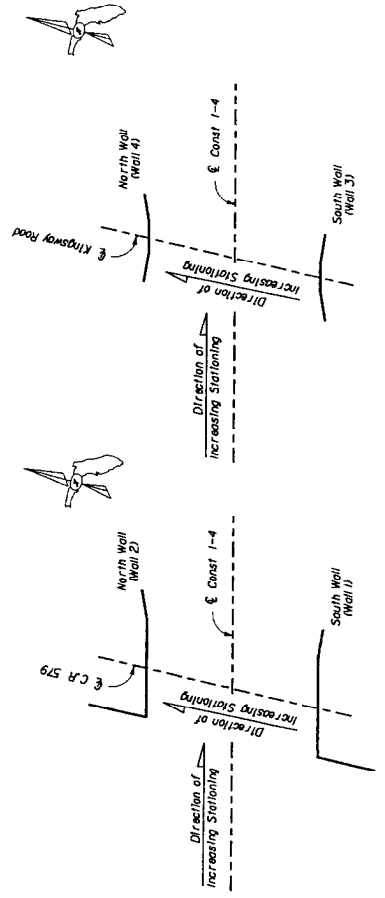 North Wall
(Wall 4)
℄ Kingsway Road
℄ Const I-4
Direction of
Increasing Stationing
Direction of
Increasing Stationing
South Wall
(Wall 3)
North Wall
(Wall 2)
℄ C.R. 579
℄ Const I-4
Direction of
Increasing Stationing
Direction of
Increasing Stationing
South Wall
(Wall 1)